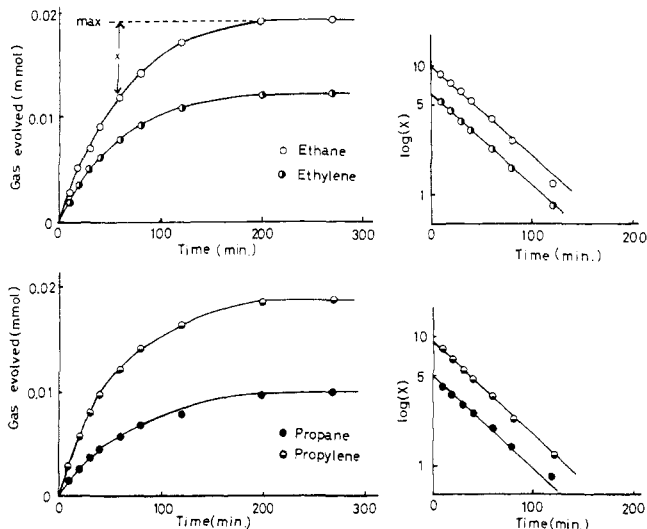 max
0.02
0.01
0
x
Gas evolved (mmol)
Ethane
Ethylene
0 100 200 300
Time (min.)
10
5
1
log(X)
0 100 200
Time (min.)
0.02
0.01
0
Gas evolved(mmol)
Propane
Propylene
0 100 200 300
Time(min.)
10
5
1
log(X)
0 100 200
Time(min.)